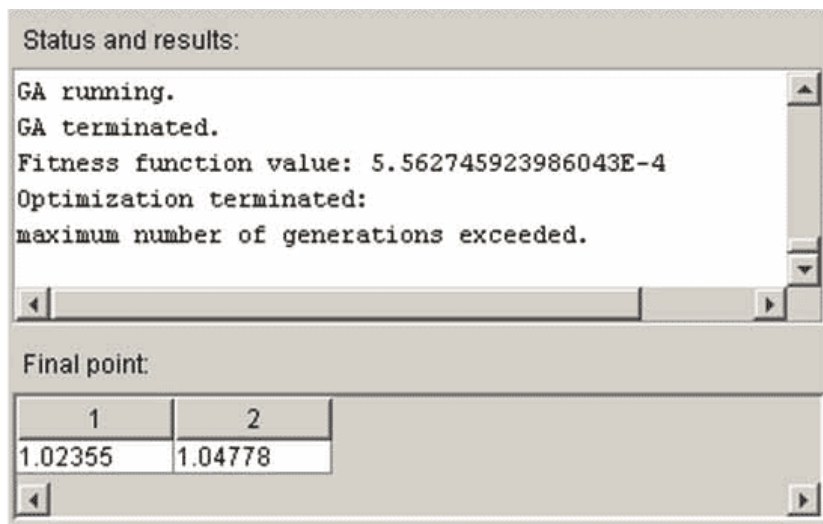 Status and results:
GA running.
GA terminated.
Fitness function value: 5.562745923986043E-4
Optimization terminated:
maximum number of generations exceeded.
Final point:
1 2
1.02355 1.04778